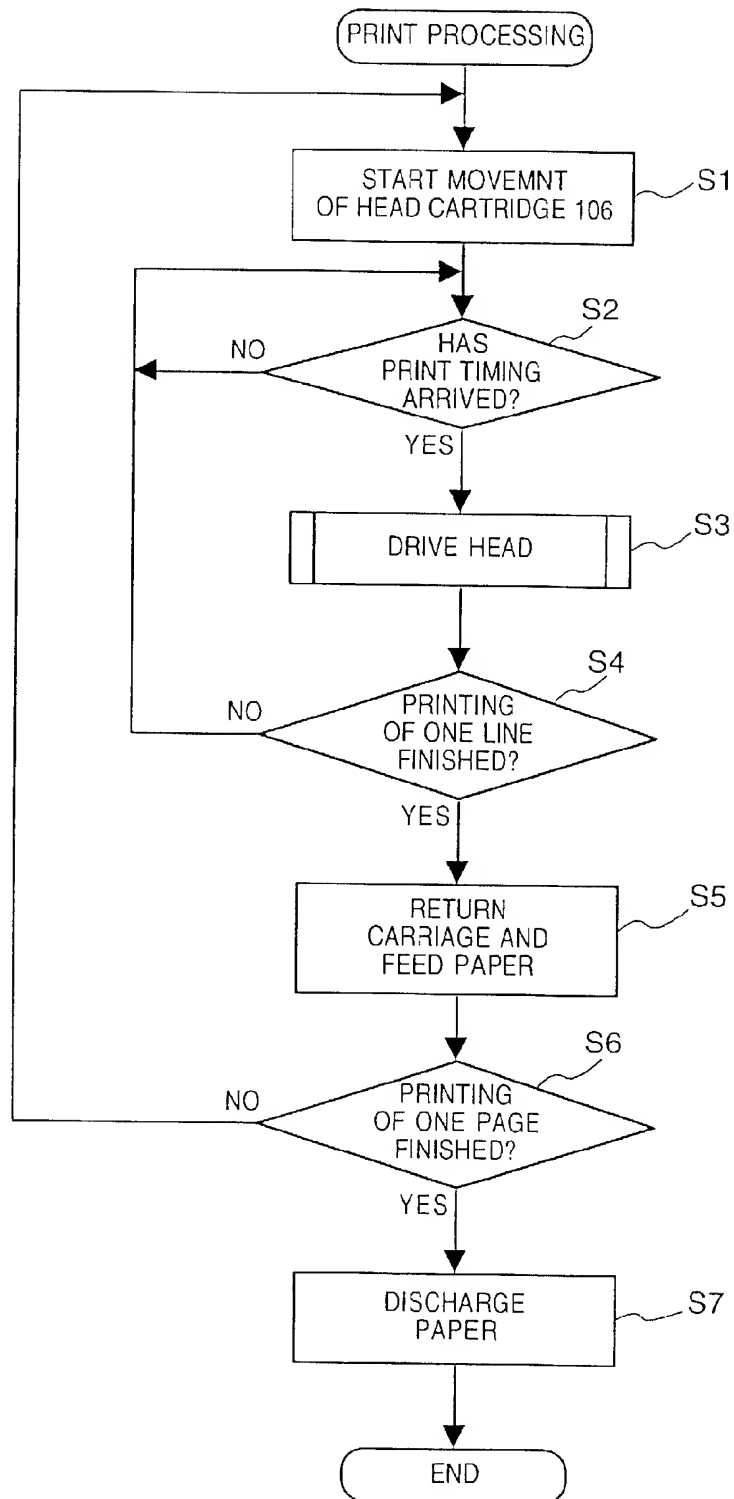 PRINT PROCESSING
START MOVEMNT
OF HEAD CARTRIDGE 106
S1
S2
HAS
PRINT TIMING
ARRIVED?
NO
YES
DRIVE HEAD
S3
S4
PRINTING
OF ONE LINE
FINISHED?
NO
YES
RETURN
CARRIAGE AND
FEED PAPER
S5
S6
PRINTING
OF ONE PAGE
FINISHED?
NO
YES
DISCHARGE
PAPER
S7
END